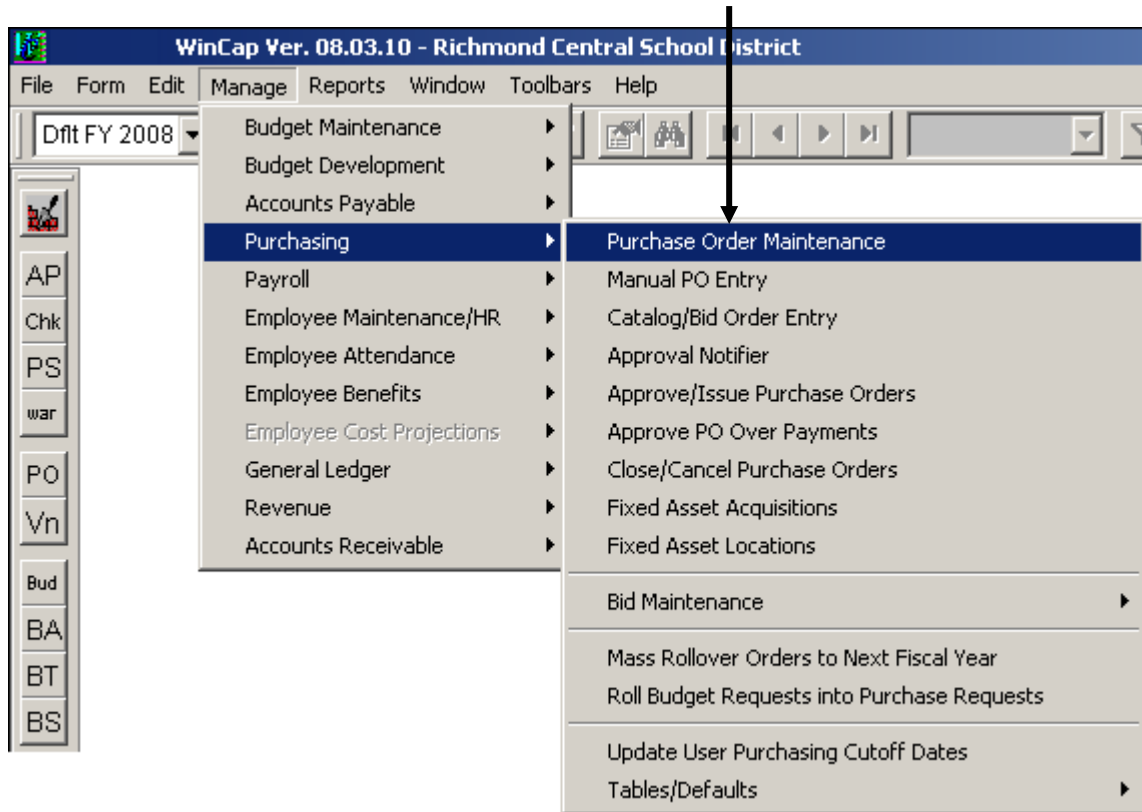 WinCap Ver. 08.03.10 - Richmond Central School District
File Form Edit Manage Reports Window Toolbars Help
Dflt FY 2008
Budget Maintenance
Budget Development
Accounts Payable
Purchasing
Payroll
Employee Maintenance/HR
Employee Attendance
Employee Benefits
Employee Cost Projections
General Ledger
Revenue
Accounts Receivable
Purchase Order Maintenance
Manual PO Entry
Catalog/Bid Order Entry
Approval Notifier
Approve/Issue Purchase Orders
Approve PO Over Payments
Close/Cancel Purchase Orders
Fixed Asset Acquisitions
Fixed Asset Locations
Bid Maintenance
Mass Rollover Orders to Next Fiscal Year
Roll Budget Requests into Purchase Requests
Update User Purchasing Cutoff Dates
Tables/Defaults
AP
Chk
PS
war
PO
Vn
Bud
BA
BT
BS